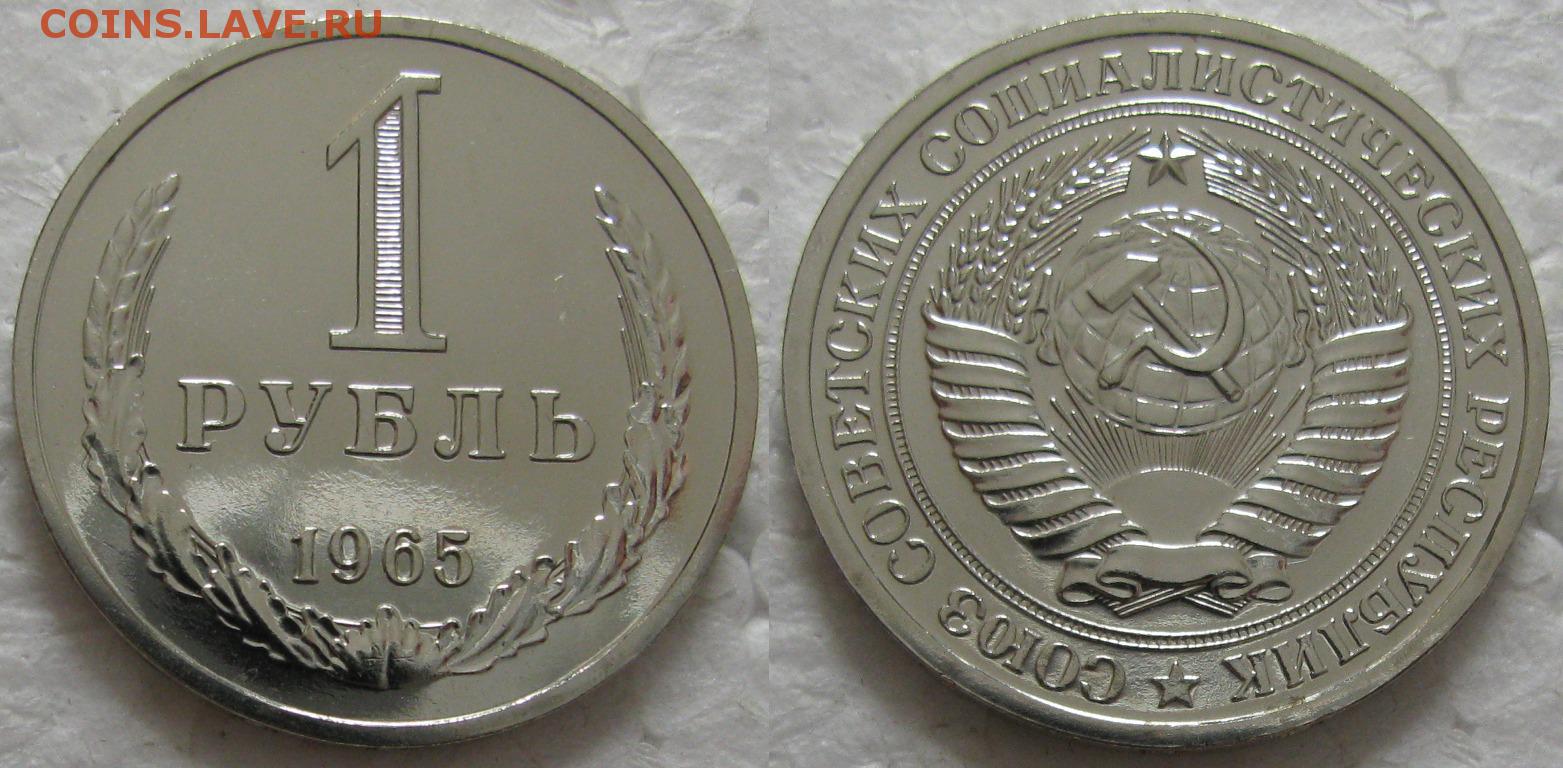 COINS.LAVE.RU
1
РУБЛЬ
1965
СОЮЗ СОВЕТСКИХ СОЦИАЛИСТИЧЕСКИХ РЕСПУБЛИК